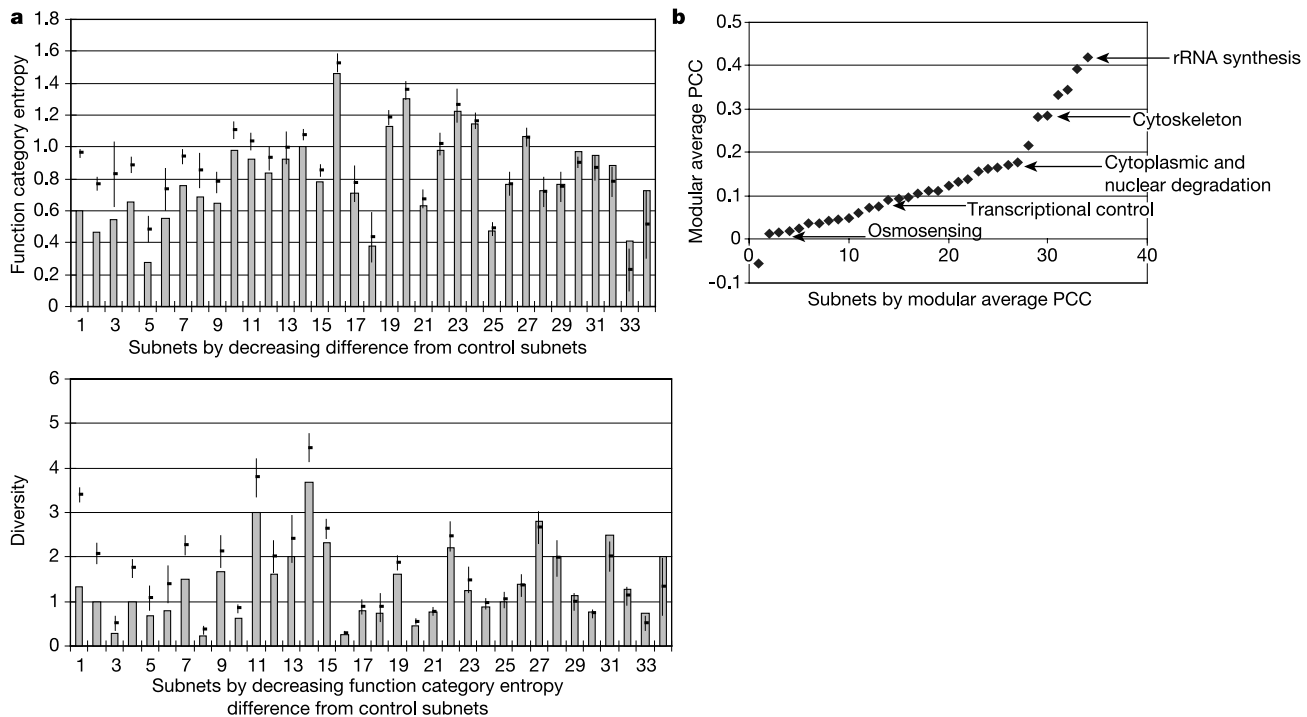 a
Function category entropy
1.8
1.6
1.4
1.2
1.0
0.8
0.6
0.4
0.2
0
1 3 5 7 9 11 13 15 17 19 21 23 25 27 29 31 33
Subnets by decreasing difference from control subnets
Diversity
6
5
4
3
2
1
0
1 3 5 7 9 11 13 15 17 19 21 23 25 27 29 31 33
Subnets by decreasing function category entropy
difference from control subnets
b
Modular average PCC
0.5
0.4
0.3
0.2
0.1
0
-0.1
rRNA synthesis
Cytoskeleton
Cytoplasmic and
nuclear degradation
Transcriptional control
Osmosensing
0 10 20 30 40
Subnets by modular average PCC